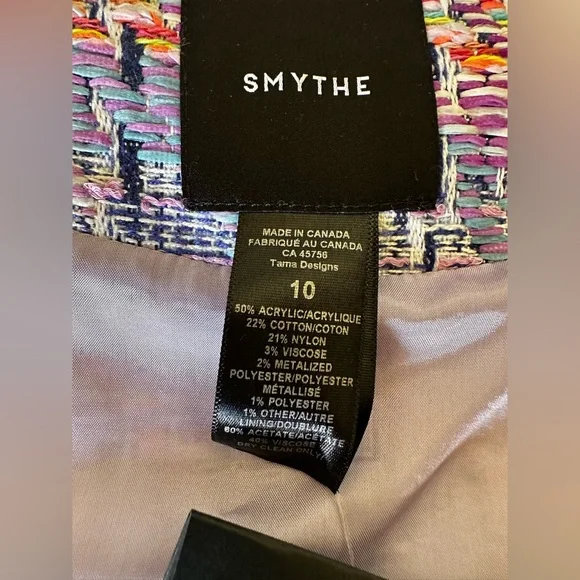 SMYTHE
MADE IN CANADA
FABRIQUÉ AU CANADA
CA 45756
Tama Designs
10
50% ACRYLIC/ACRYLIQUE
22% COTTON/COTON
21% NYLON
3% VISCOSE
2% METALIZED
POLYESTER/POLYESTER
MÉTALLISÉ
1% POLYESTER
1% OTHER/AUTRE
LINING/DOUBLURE
60% ACETATE/ACÉTATE
40% VISCOSE
DRY CLEAN ONLY